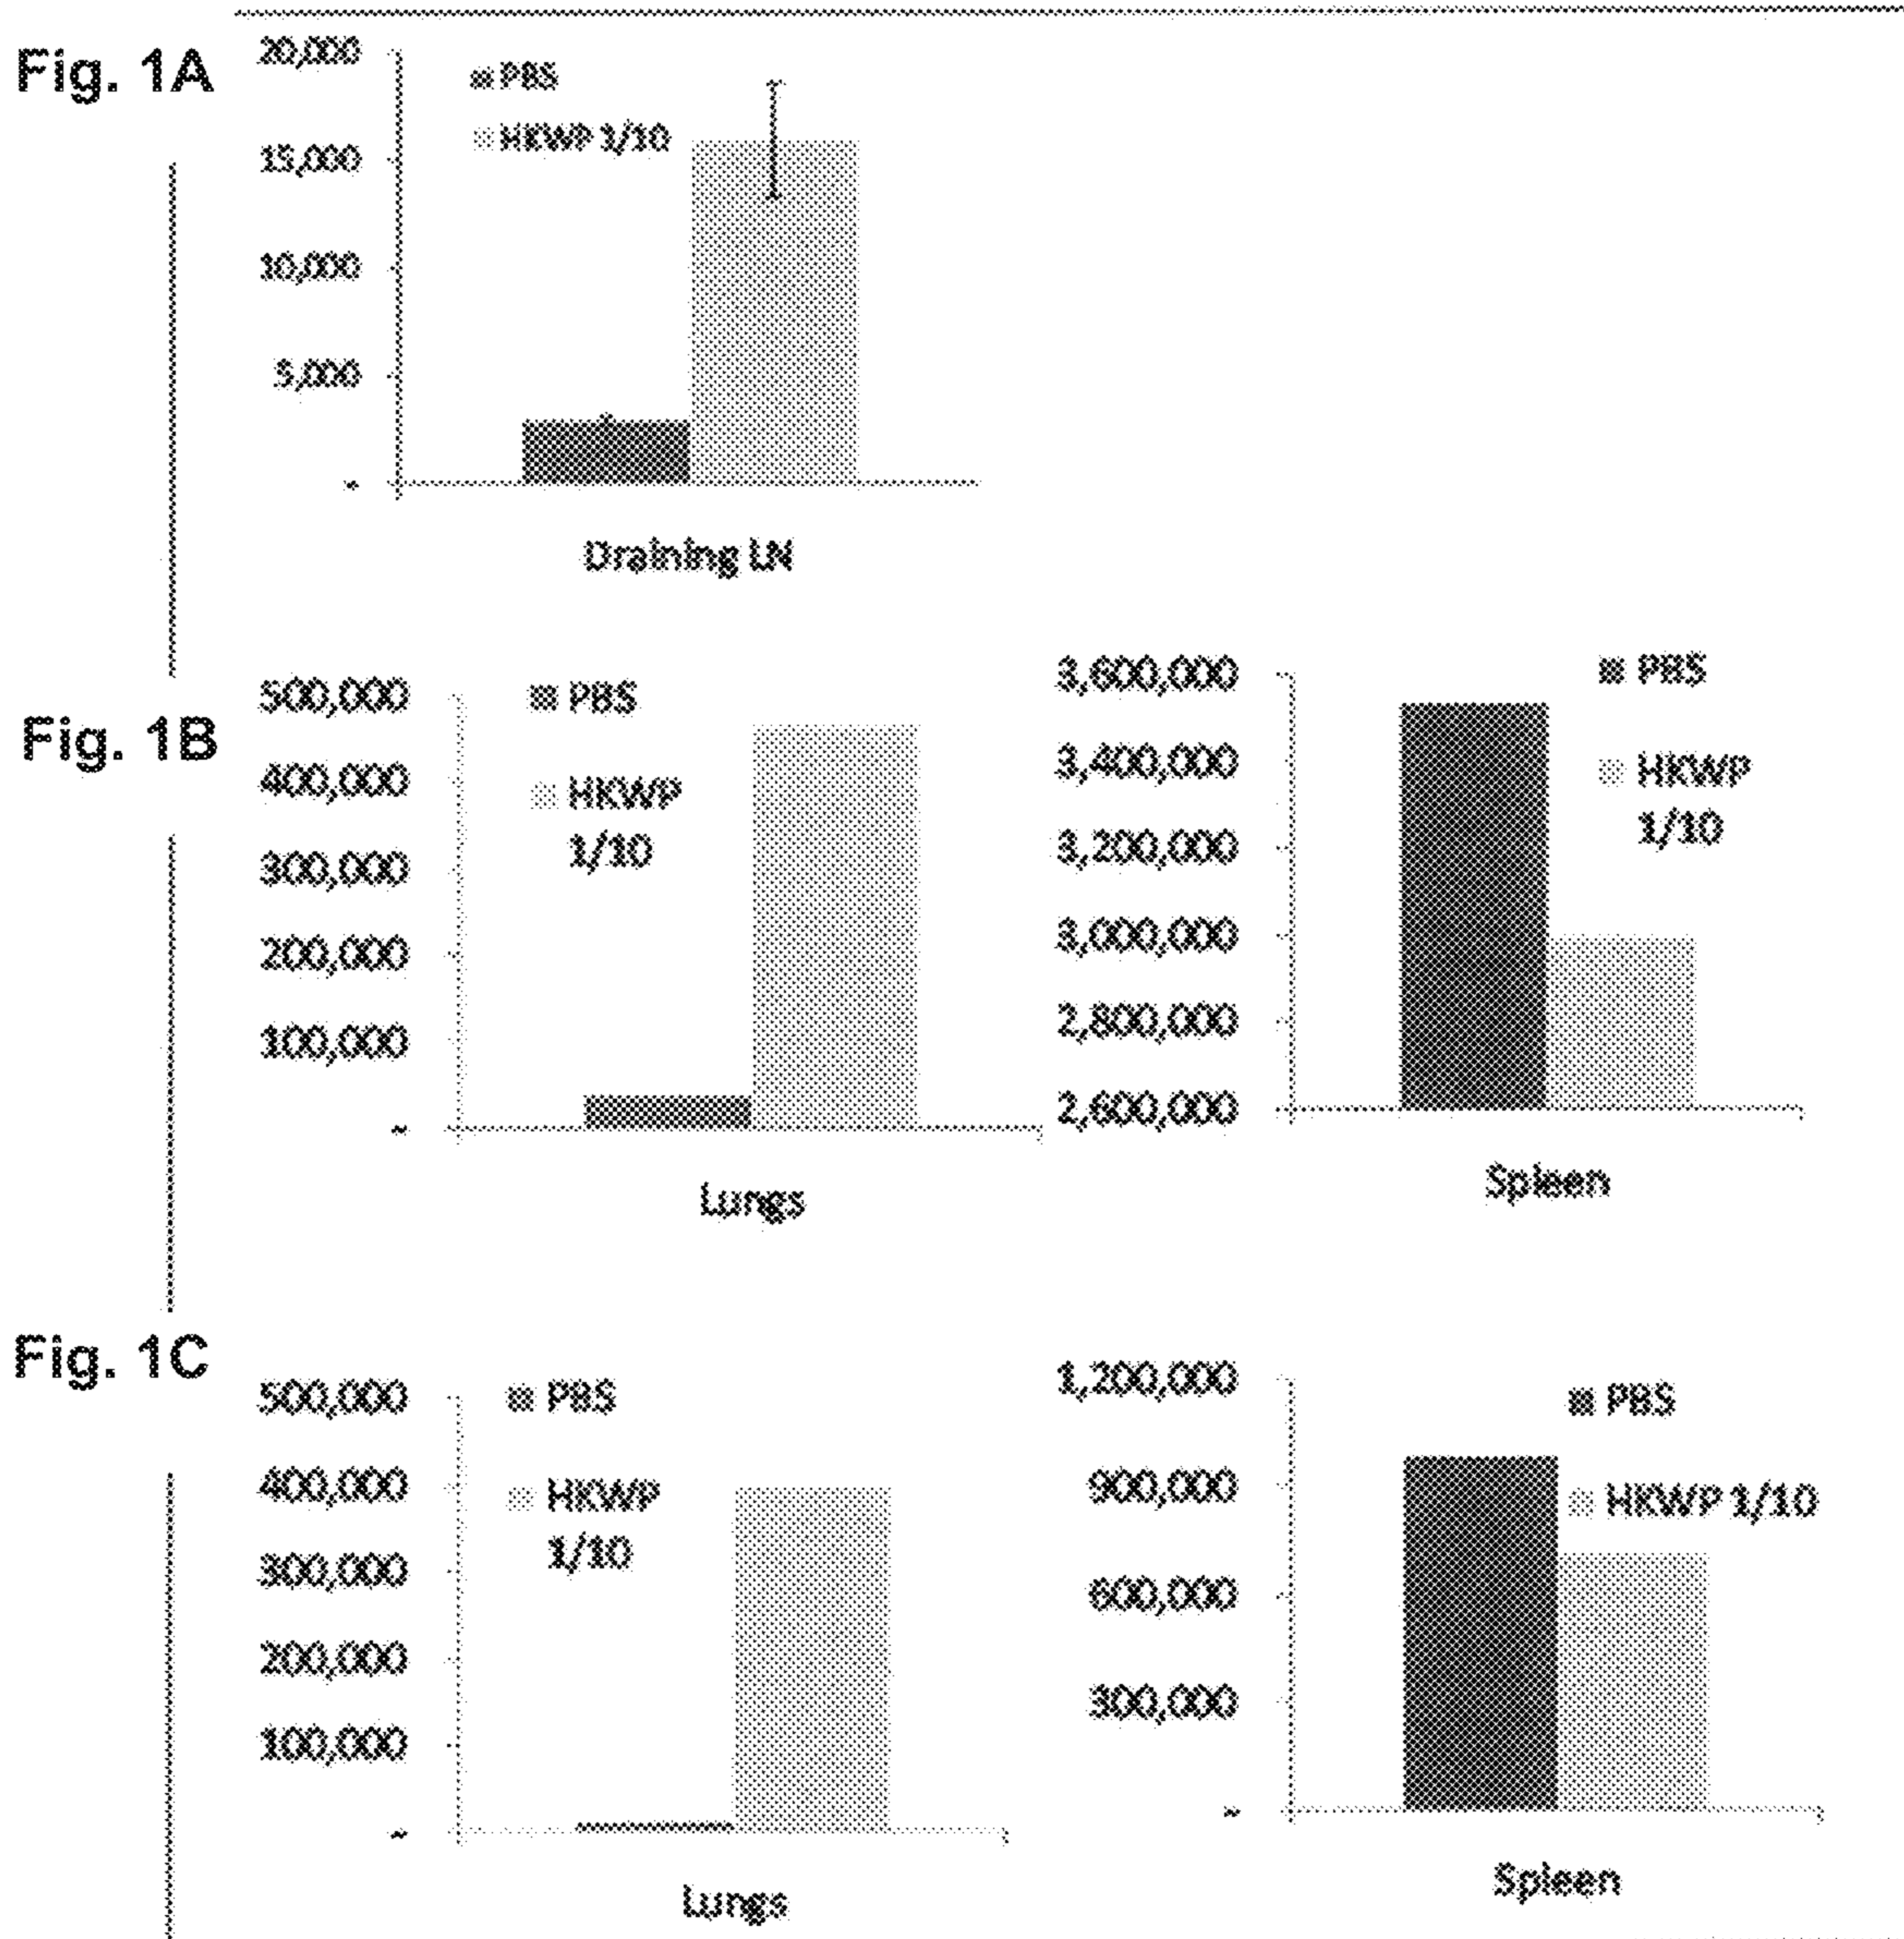 Fig. 1A
20,000
15,000
10,000
5,000
-
PBS
HKWP 1/10
Draining LN
Fig. 1B
500,000
400,000
300,000
200,000
100,000
-
PBS
HKWP
1/10
Lungs
3,600,000
3,400,000
3,200,000
3,000,000
2,800,000
2,600,000
PBS
HKWP
1/10
Spleen
Fig. 1C
500,000
400,000
300,000
200,000
100,000
-
PBS
HKWP
1/10
Lungs
1,200,000
900,000
600,000
300,000
-
PBS
HKWP 1/10
Spleen